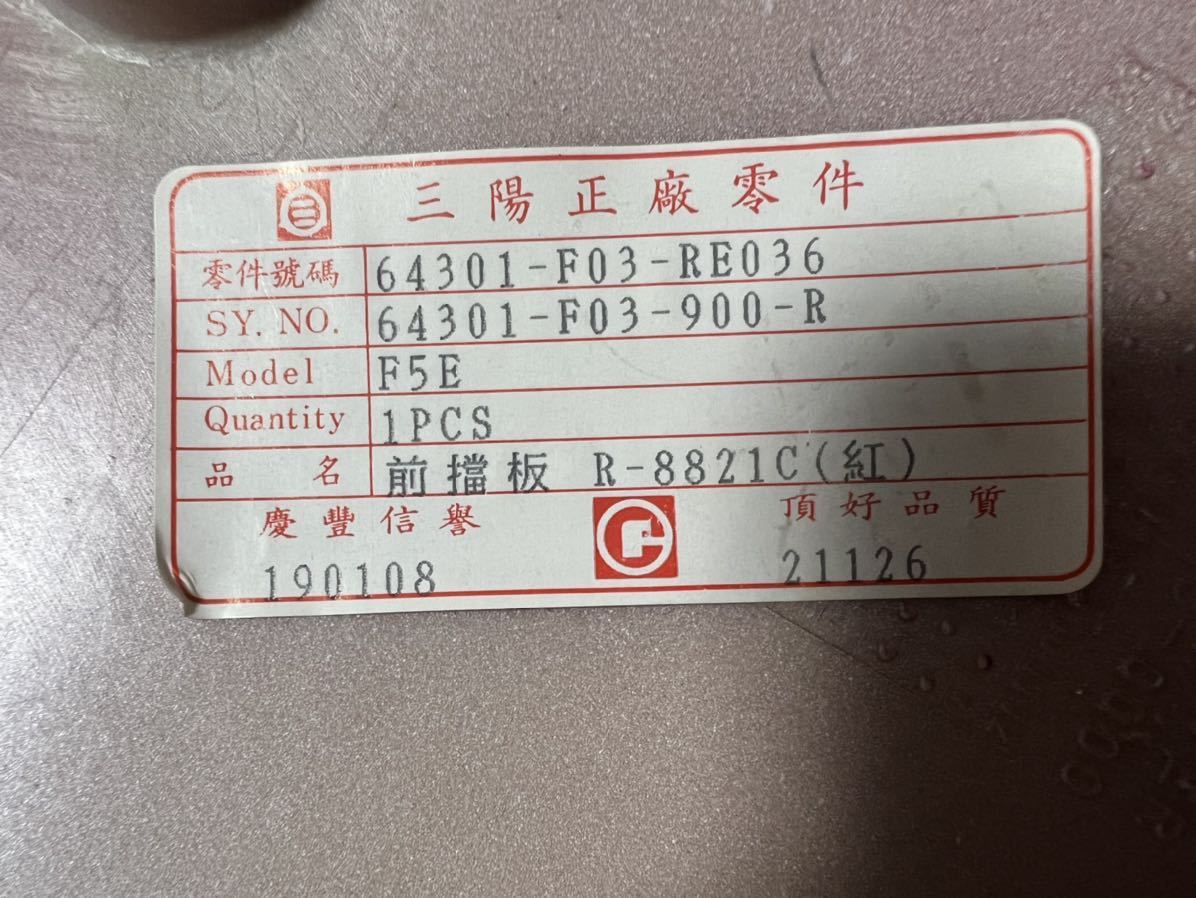 三陽正廠零件
零件號碼 64301-F03-RE036
SY. NO. 64301-F03-900-R
Model F5E
Quantity 1PCS
品名 前擋板 R-8821C(紅)
慶豐信譽 頂好品質
190108 21126